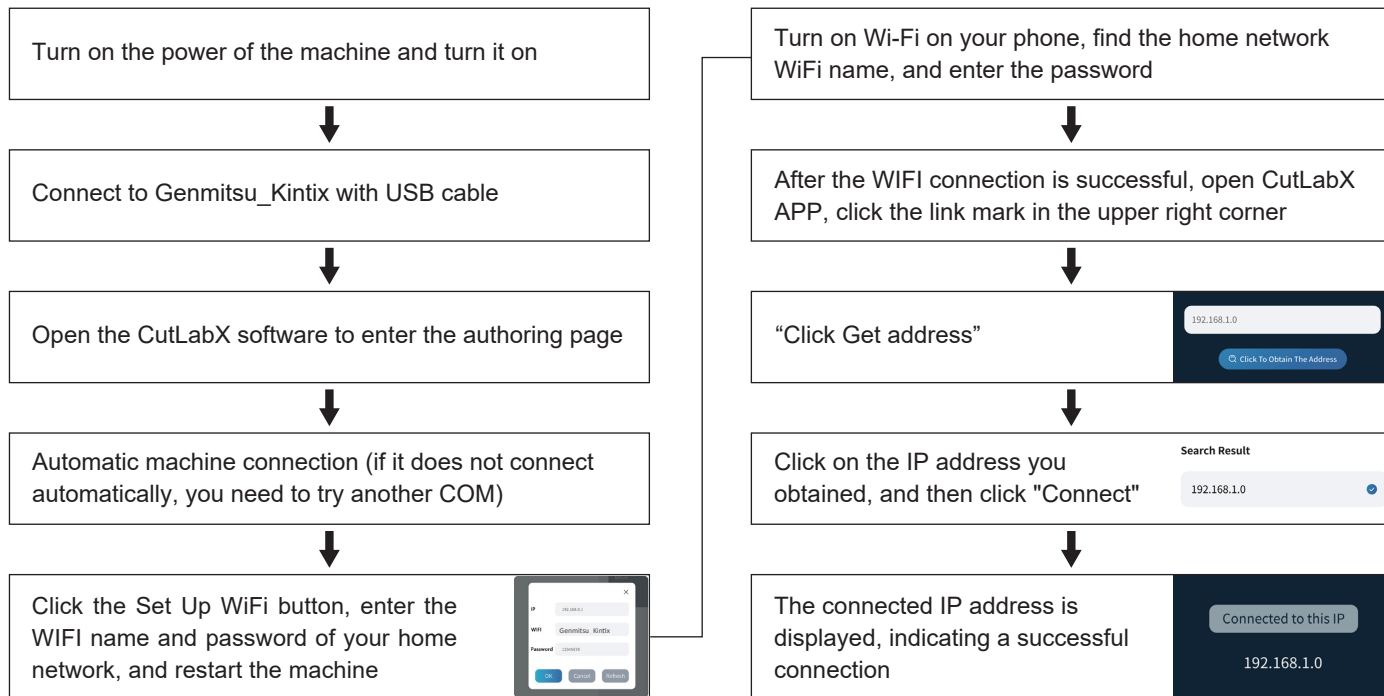 Turn on the power of the machine and turn it on
Connect to Genmitsu_Kintix with USB cable
Open the CutLabX software to enter the authoring page
Automatic machine connection (if it does not connect
automatically, you need to try another COM)
Click the Set Up WiFi button, enter the
WIFI name and password of your home
network, and restart the machine
IP 192.168.0.1
WIFI Genmitsu_Kintix
Password 12345678
OK Cancel Refresh
Turn on Wi-Fi on your phone, find the home network
WiFi name, and enter the password
After the WIFI connection is successful, open CutLabX
APP, click the link mark in the upper right corner
“Click Get address”
192.168.1.0
Click To Obtain The Address
Click on the IP address you
obtained, and then click "Connect"
Search Result
192.168.1.0
The connected IP address is
displayed, indicating a successful
connection
Connected to this IP
192.168.1.0